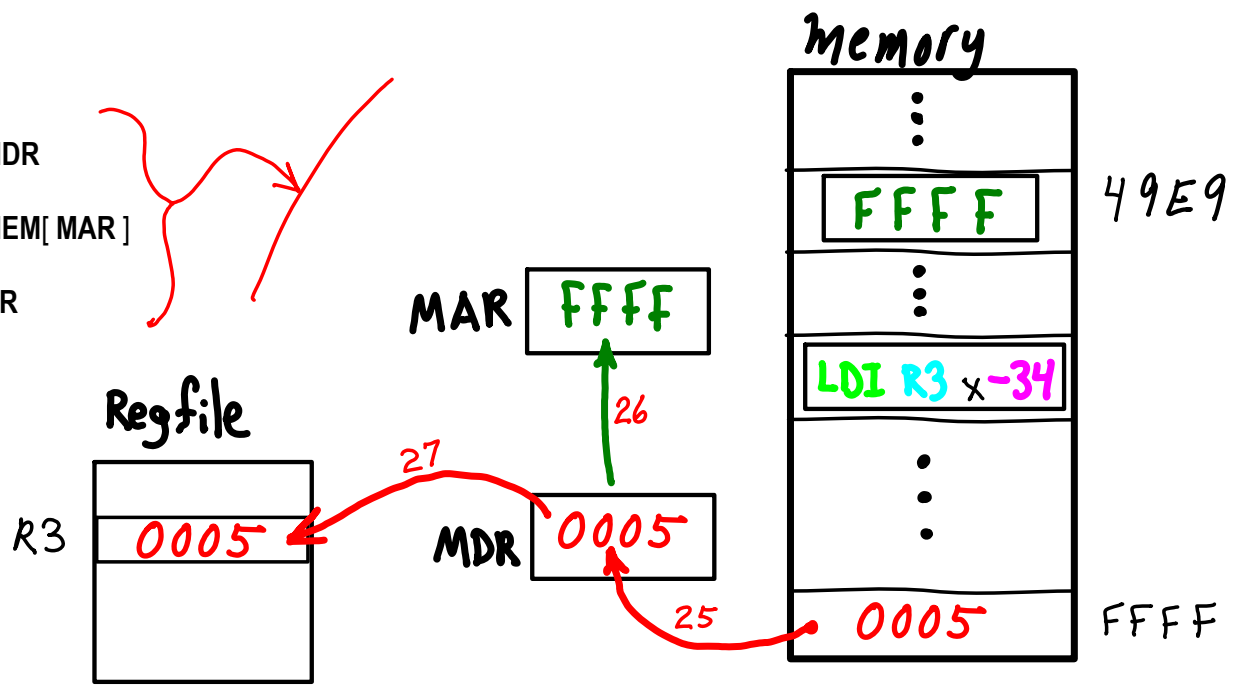 Memory
DR
EM[ MAR ]
R
FFFF
49E9
MAR
FFFF
LDI R3 x -34
Regfile
26
27
R3
0005
MDR
0005
25
0005
FFFF